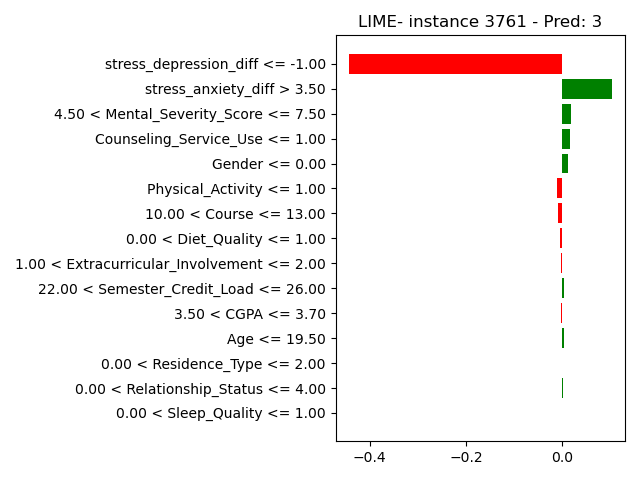 LIME- instance 3761 - Pred: 3
stress_depression_diff <= -1.00
stress_anxiety_diff > 3.50
4.50 < Mental_Severity_Score <= 7.50
Counseling_Service_Use <= 1.00
Gender <= 0.00
Physical_Activity <= 1.00
10.00 < Course <= 13.00
0.00 < Diet_Quality <= 1.00
1.00 < Extracurricular_Involvement <= 2.00
22.00 < Semester_Credit_Load <= 26.00
3.50 < CGPA <= 3.70
Age <= 19.50
0.00 < Residence_Type <= 2.00
0.00 < Relationship_Status <= 4.00
0.00 < Sleep_Quality <= 1.00
−0.4 −0.2 0.0